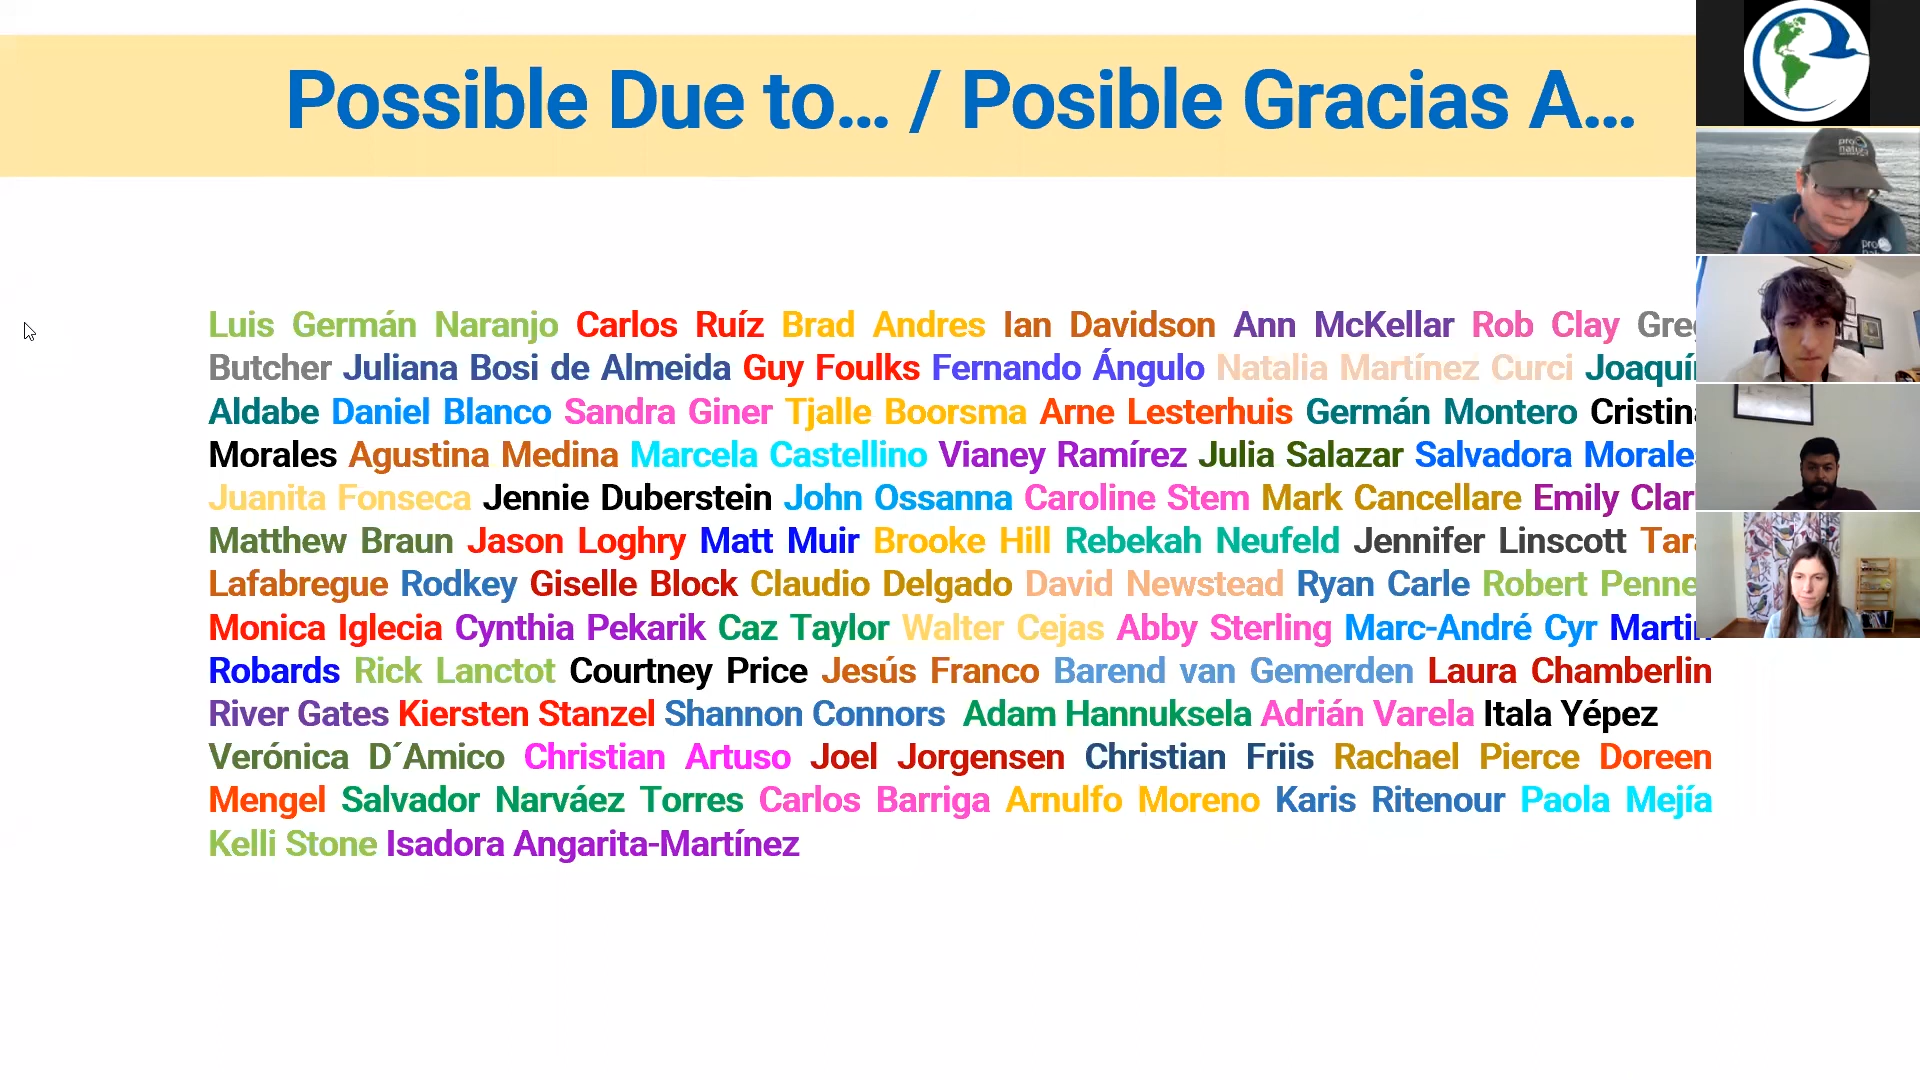 Possible Due to... / Posible Gracias A...
Luis Germán Naranjo Carlos Ruíz Brad Andres Ian Davidson Ann McKellar Rob Clay
Butcher Juliana Bosi de Almeida Guy Foulks Fernando Ángulo Natalia Martínez Curci
Aldabe Daniel Blanco Sandra Giner Tjalle Boorsma Arne Lesterhuis Germán Montero
Morales Agustina Medina Marcela Castellino Vianey Ramírez Julia Salazar Salvadora
Juanita Fonseca Jennie Duberstein John Ossanna Caroline Stem Mark Cancellare Emily
Matthew Braun Jason Loghry Matt Muir Brooke Hill Rebekah Neufeld Jennifer Linscott
Lafabregue Rodkey Giselle Block Claudio Delgado David Newstead Ryan Carle Robert
Monica Iglecia Cynthia Pekarik Caz Taylor Walter Cejas Abby Sterling Marc-André Cyr Martin
Robards Rick Lanctot Courtney Price Jesús Franco Barend van Gemerden Laura Chamberlin
River Gates Kiersten Stanzel Shannon Connors Adam Hannuksela Adrián Varela Itala Yépez
Verónica D´Amico Christian Artuso Joel Jorgensen Christian Friis Rachael Pierce Doreen
Mengel Salvador Narváez Torres Carlos Barriga Arnulfo Moreno Karis Ritenour Paola Mejía
Kelli Stone Isadora Angarita-Martínez